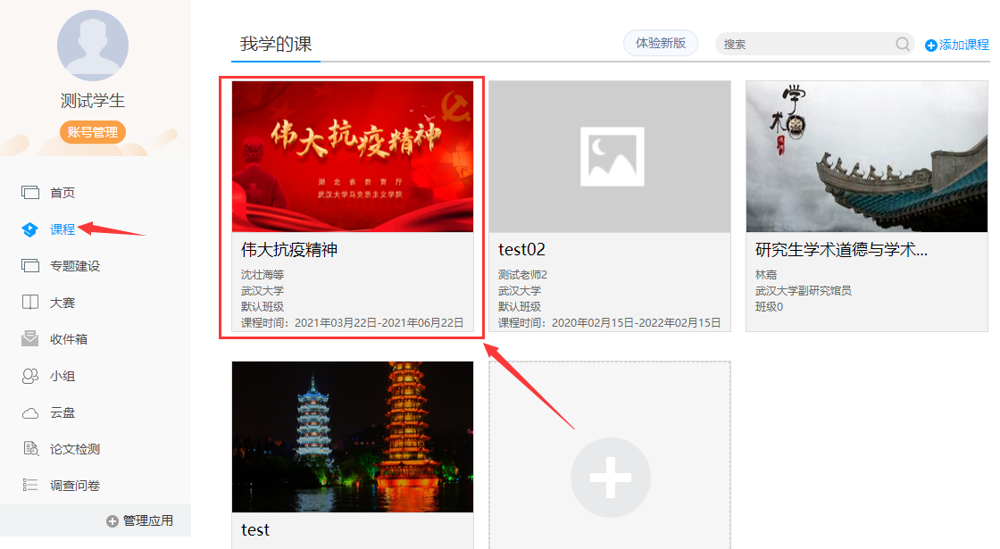 测试学生
账号管理
首页
课程
专题建设
大赛
收件箱
小组
云盘
论文检测
调查问卷
管理应用
我学的课
体验新版
搜索
添加课程
伟大抗疫精神
湖北省教育厅
武汉大学马克思主义学院
伟大抗疫精神
沈壮海等
武汉大学
默认班级
课程时间：2021年03月22日-2021年06月22日
test02
测试老师2
武汉大学
默认班级
课程时间：2020年02月15日-2022年02月15日
学
术
研究生学术道德与学术...
林嘉
武汉大学副研究馆员
班级0
test